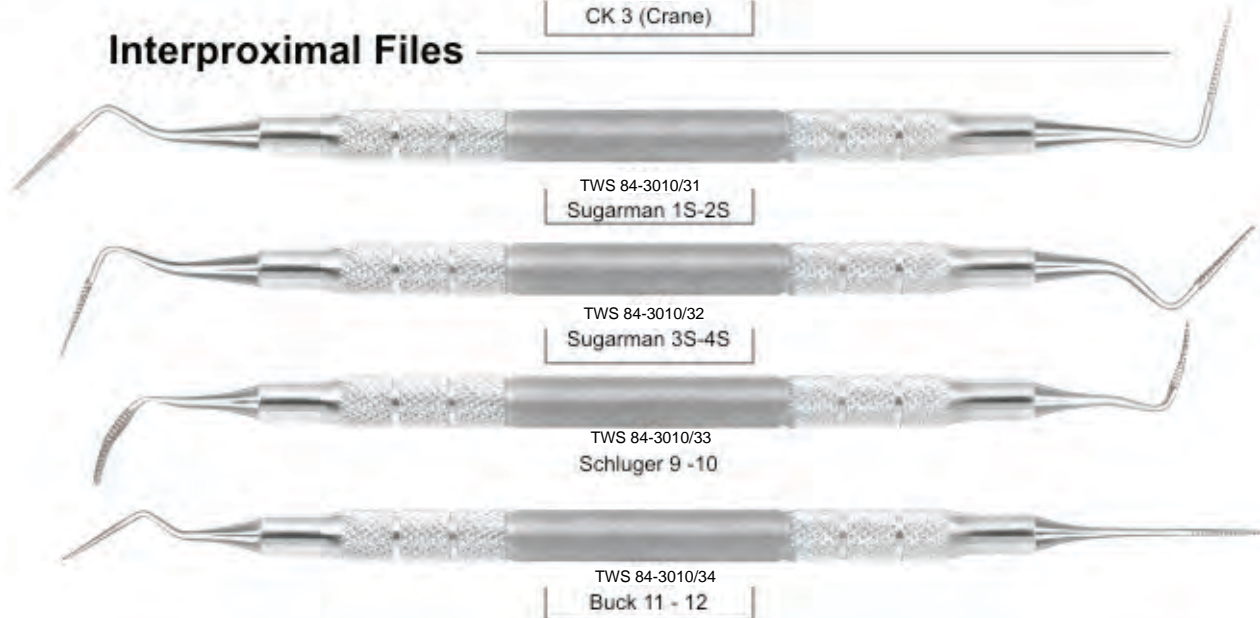 CK 3 (Crane)
Interproximal Files
TWS 84-3010/31
Sugarman 1S-2S
TWS 84-3010/32
Sugarman 3S-4S
TWS 84-3010/33
Schluger 9 -10
TWS 84-3010/34
Buck 11 - 12